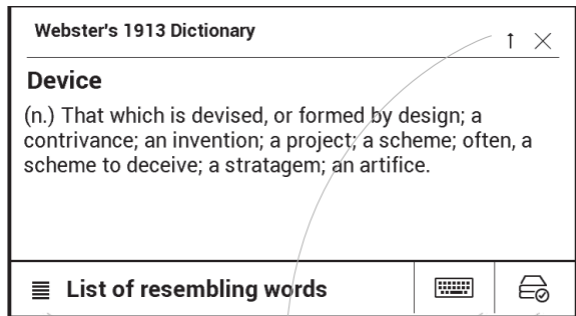 Webster's 1913 Dictionary
Device
(n.) That which is devised, or formed by design; a
contrivance; an invention; a project; a scheme; often, a
scheme to deceive; a stratagem; an artifice.
List of resembling words